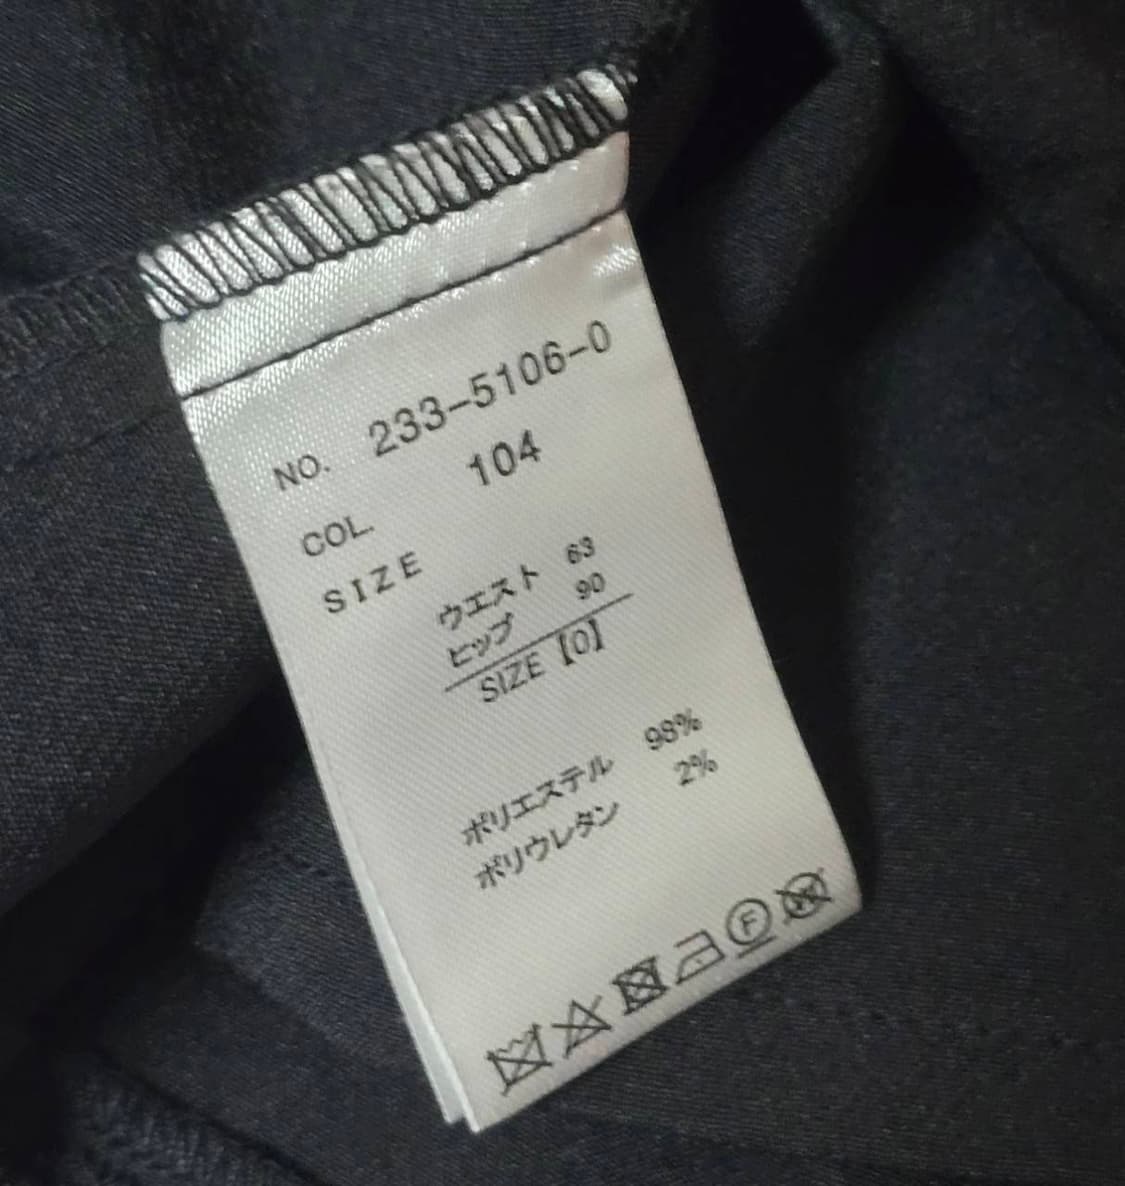 NO. 233-5106-0
COL. 104
SIZE
ウエスト 63
ヒップ 90
SIZE【0】
ポリエステル 98%
ポリウレタン 2%
F W